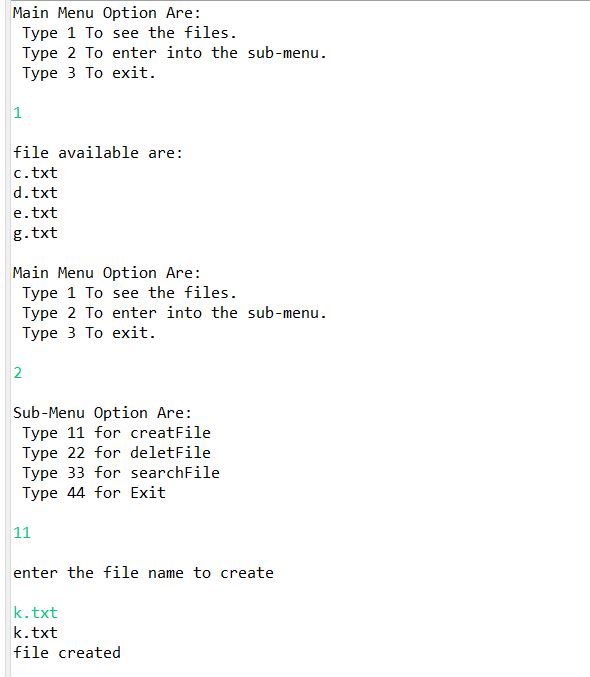 Main Menu Option Are:
Type 1 To see the files.
Type 2 To enter into the sub-menu.
Type 3 To exit.
1
file available are:
c.txt
d.txt
e.txt
g.txt
Main Menu Option Are:
Type 1 To see the files.
Type 2 To enter into the sub-menu.
Type 3 To exit.
2
Sub-Menu Option Are:
Type 11 for creatFile
Type 22 for deletFile
Type 33 for searchFile
Type 44 for Exit
11
enter the file name to create
k.txt
k.txt
file created